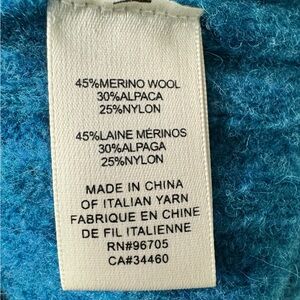 45%MERINO WOOL
30%ALPACA
25%NYLON
45%LAINE MÉRINOS
30%ALPAGA
25%NYLON
MADE IN CHINA
OF ITALIAN YARN
FABRIQUE EN CHINE
DE FIL ITALIENNE
RN#96705
CA#34460